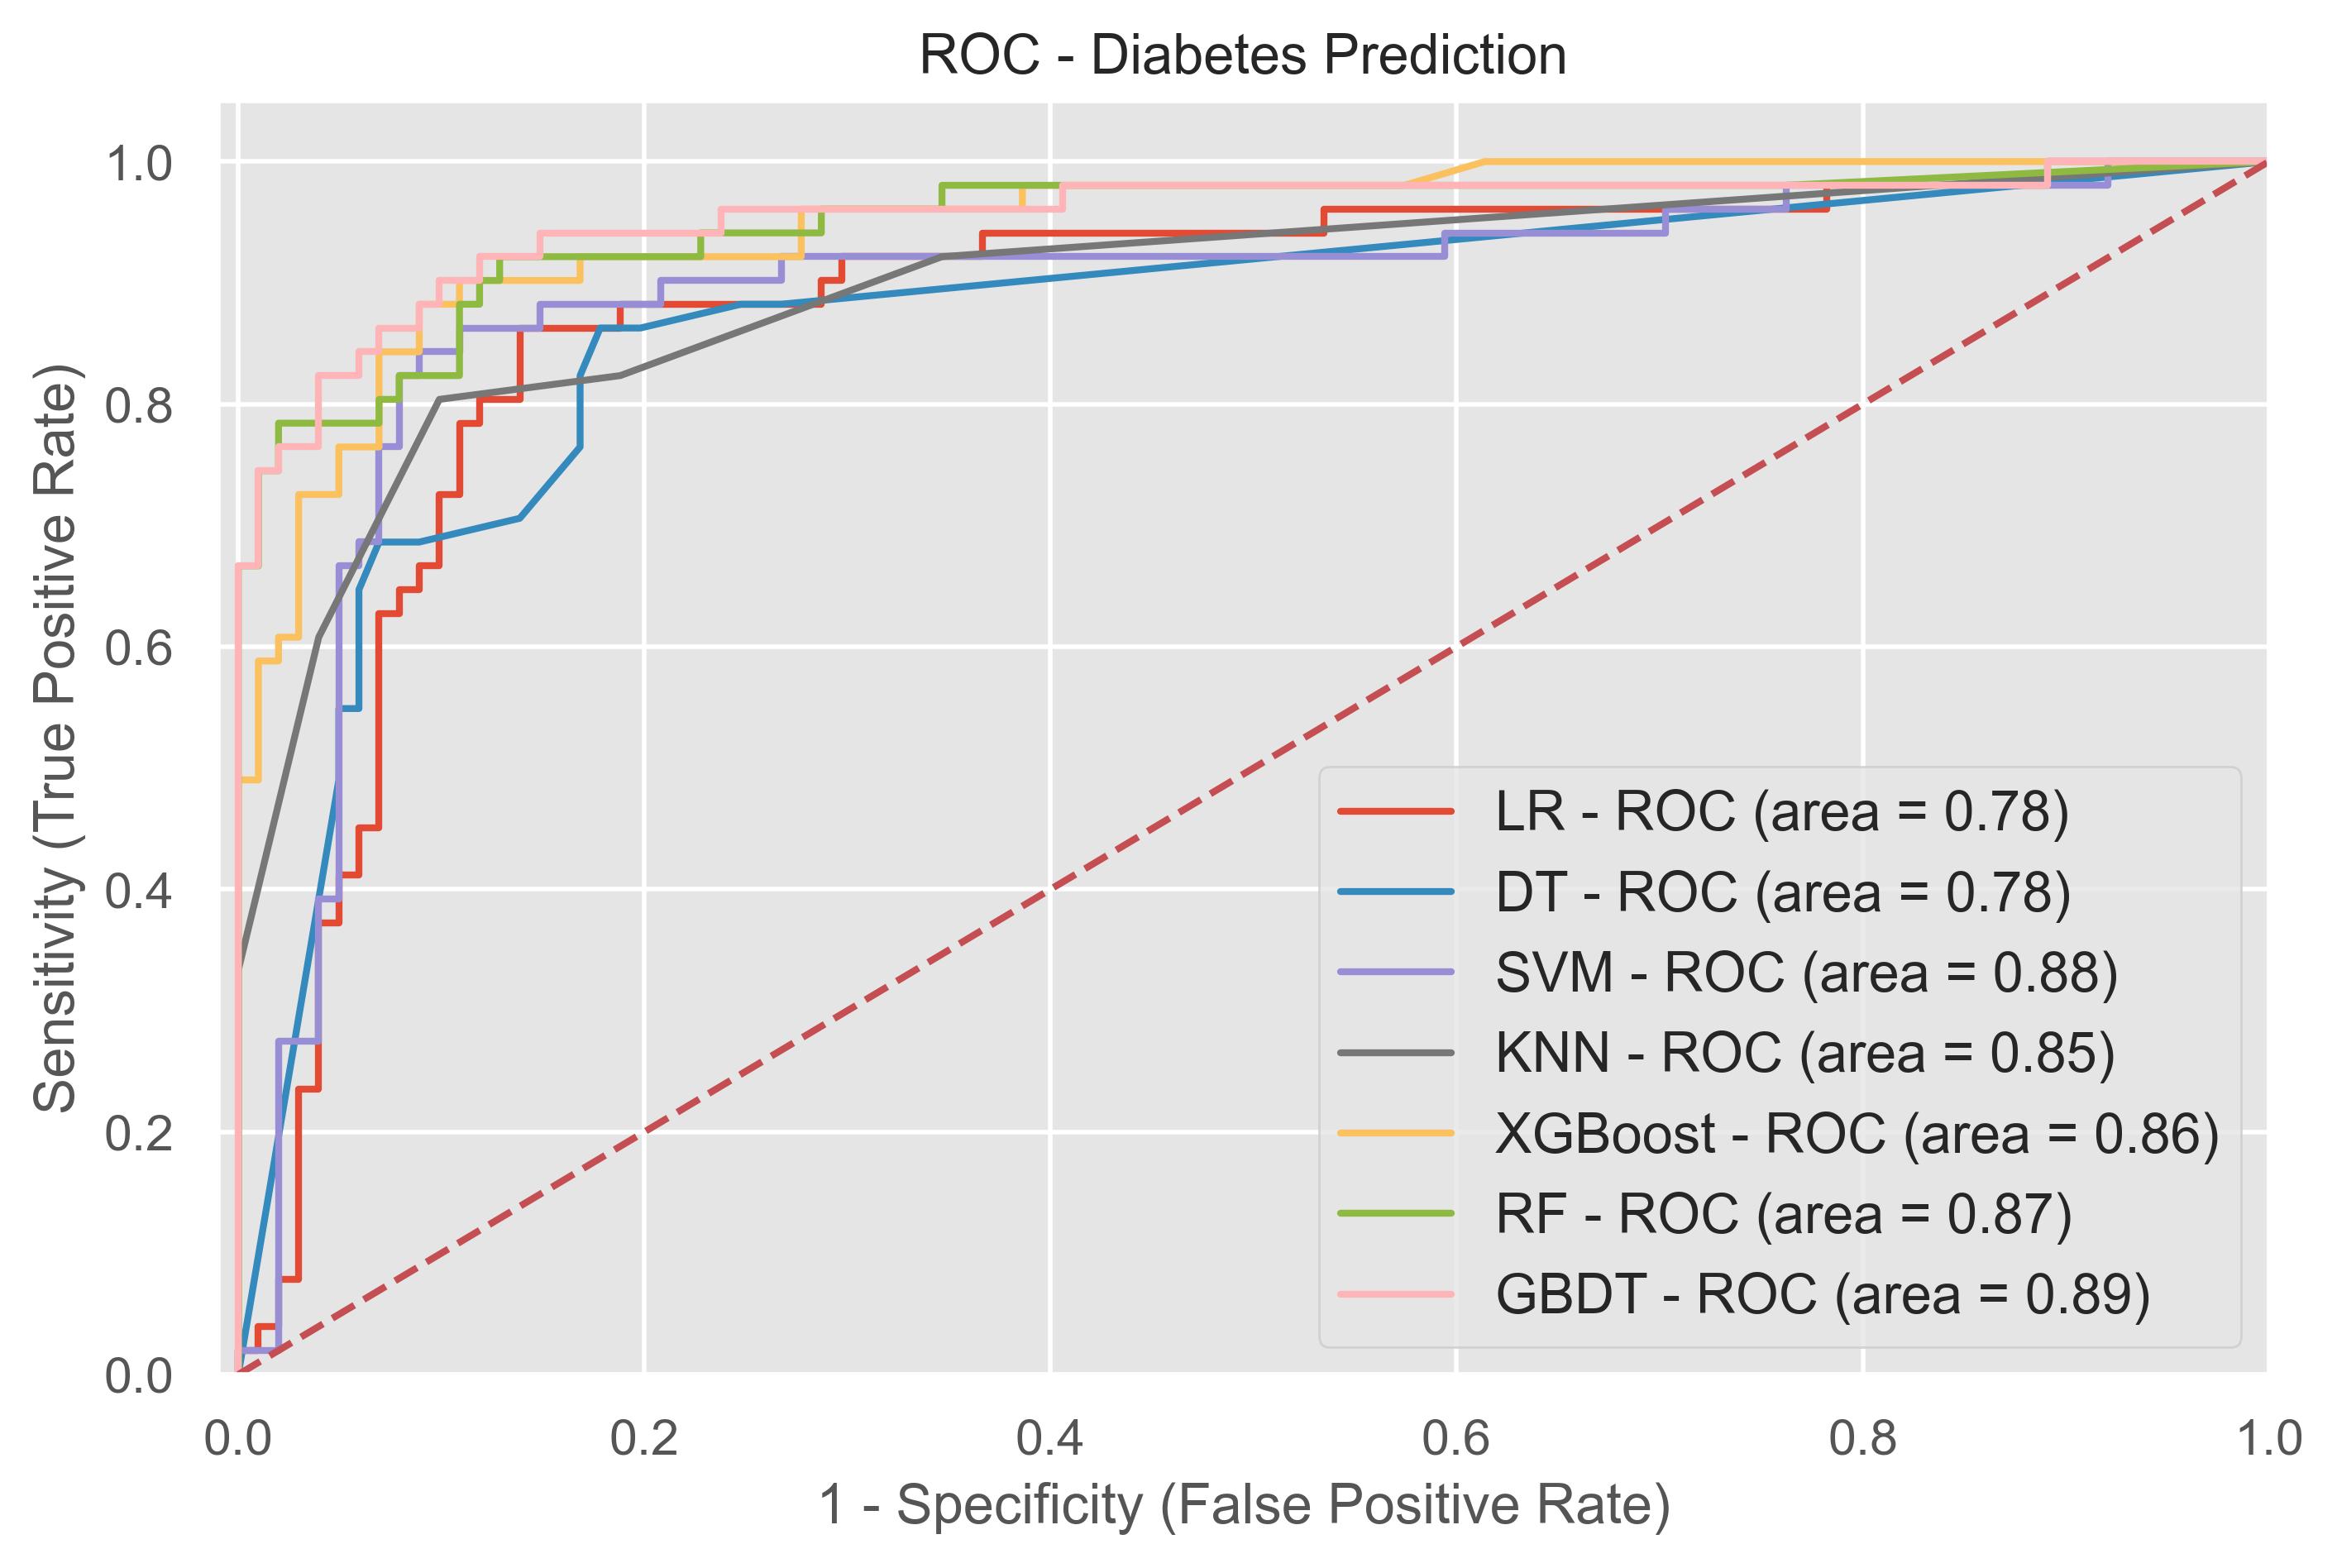 ROC - Diabetes Prediction
Sensitivity (True Positive Rate)
1.0
0.8
0.6
0.4
0.2
0.0
LR - ROC (area = 0.78)
DT - ROC (area = 0.78)
SVM - ROC (area = 0.88)
KNN - ROC (area = 0.85)
XGBoost - ROC (area = 0.86)
RF - ROC (area = 0.87)
GBDT - ROC (area = 0.89)
0.0 0.2 0.4 0.6 0.8 1.0
1 - Specificity (False Positive Rate)